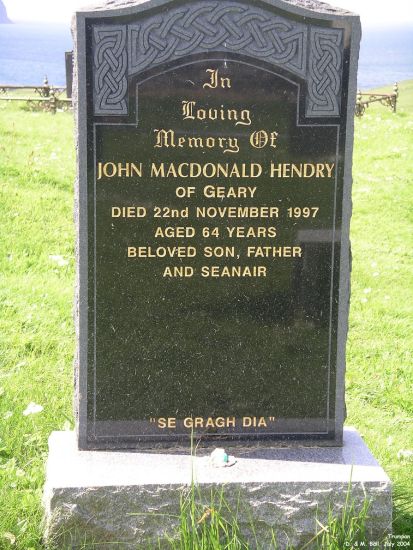 In
Loving
Memory Of
JOHN MACDONALD HENDRY
OF GEARY
DIED 22nd NOVEMBER 1997
AGED 64 YEARS
BELOVED SON, FATHER
AND SEANAIR
"SE GRAGH DIA"
Trumpan
D. & M. Ball July 2004